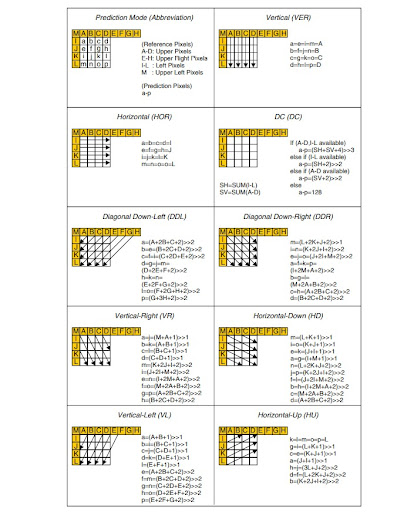 Prediction Mode (Abbreviation)
M A B C D E F G H
I a b c d
J e f g h
K i j k l
L m n o p
(Reference Pixels)
A-D: Upper Pixels
E-H: Upper Right Pixels
I-L : Left Pixels
M : Upper Left Pixels
(Prediction Pixels)
a-p
Vertical (VER)
M A B C D E F G H
I
J
K
L
a=e=i=m=A
b=f=j=n=B
c=g=k=o=C
d=h=l=p=D
Horizontal (HOR)
M A B C D E F G H
I
J
K
L
a=b=c=d=I
e=f=g=h=J
i=j=k=l=K
m=n=o=p=L
DC (DC)
M A B C D E F G H
I
J
K
L
SH=SUM(I-L)
SV=SUM(A-D)
If (A-D,I-L available)
a-p=(SH+SV+4)>>3
else if (I-L available)
a-p=(SH+2)>>2
else if (A-D available)
a-p=(SV+2)>>2
else
a-p=128
Diagonal Down-Left (DDL)
M A B C D E F G H
I
J
K
L
a=(A+2B+C+2)>>2
b=e=(B+2C+D+2)>>2
c=f=i=(C+2D+E+2)>>2
d=g=j=m=
(D+2E+F+2)>>2
h=k=n=
(E+2F+G+2)>>2
l=o=(F+2G+H+2)>>2
p=(G+3H+2)>>2
Diagonal Down-Right (DDR)
M A B C D E F G H
I
J
K
L
m=(L+2K+J+2)>>2
i=n=(K+2J+I+2)>>2
e=j=o=(J+2I+M+2)>>2
a=f=k=p=
(I+2M+A+2)>>2
b=g=l=
(M+2A+B+2)>>2
c=h=(A+2B+C+2)>>2
d=(B+2C+D+2)>>2
Vertical-Right (VR)
M A B C D E F G H
I
J
K
L
a=j=(M+A+1)>>1
b=k=(A+B+1)>>1
c=l=(B+C+1)>>1
d=(C+D+1)>>1
m=(K+2J+I+2)>>2
i=(J+2I+M+2)>>2
e=n=(I+2M+A+2)>>2
f=o=(M+2A+B+2)>>2
g=p=(A+2B+C+2)>>2
h=(B+2C+D+2)>>2
Horizontal-Down (HD)
M A B C D E F G H
I
J
K
L
m=(L+K+1)>>1
i=o=(K+J+1)>>1
e=k=(J+I+1)>>1
a=g=(I+M+1)>>1
n=(L+2K+J+2)>>2
j=p=(K+2J+I+2)>>2
f=l=(J+2I+M+2)>>2
b=h=(I+2M+A+2)>>2
c=(M+2A+B+2)>>2
d=(A+2B+C+2)>>2
Vertical-Left (VL)
M A B C D E F G H
I
J
K
L
a=(A+B+1)>>1
b=i=(B+C+1)>>1
c=j=(C+D+1)>>1
d=k=(D+E+1)>>1
l=(E+F+1)>>1
e=(A+2B+C+2)>>2
f=m=(B+2C+D+2)>>2
g=n=(C+2D+E+2)>>2
h=o=(D+2E+F+2)>>2
p=(E+2F+G+2)>>2
Horizontal-Up (HU)
M A B C D E F G H
I
J
K
L
k=l=m=o=p=L
g=i=(L+K+1)>>1
c=e=(K+J+1)>>1
a=(J+I+1)>>1
h=j=(3L+J+2)>>2
d=f=(L+2K+J+2)>>2
b=(K+2J+I+2)>>2